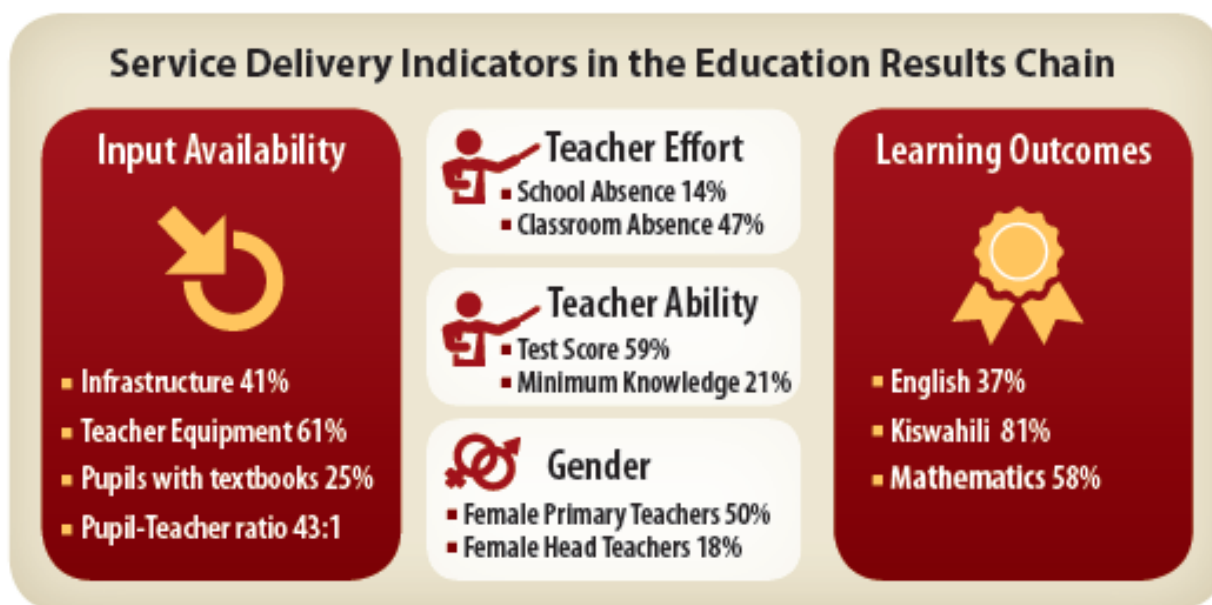 Service Delivery Indicators in the Education Results Chain
Input Availability
Infrastructure 41%
Teacher Equipment 61%
Pupils with textbooks 25%
Pupil-Teacher ratio 43:1
Teacher Effort
School Absence 14%
Classroom Absence 47%
Teacher Ability
Test Score 59%
Minimum Knowledge 21%
Gender
Female Primary Teachers 50%
Female Head Teachers 18%
Learning Outcomes
English 37%
Kiswahili 81%
Mathematics 58%